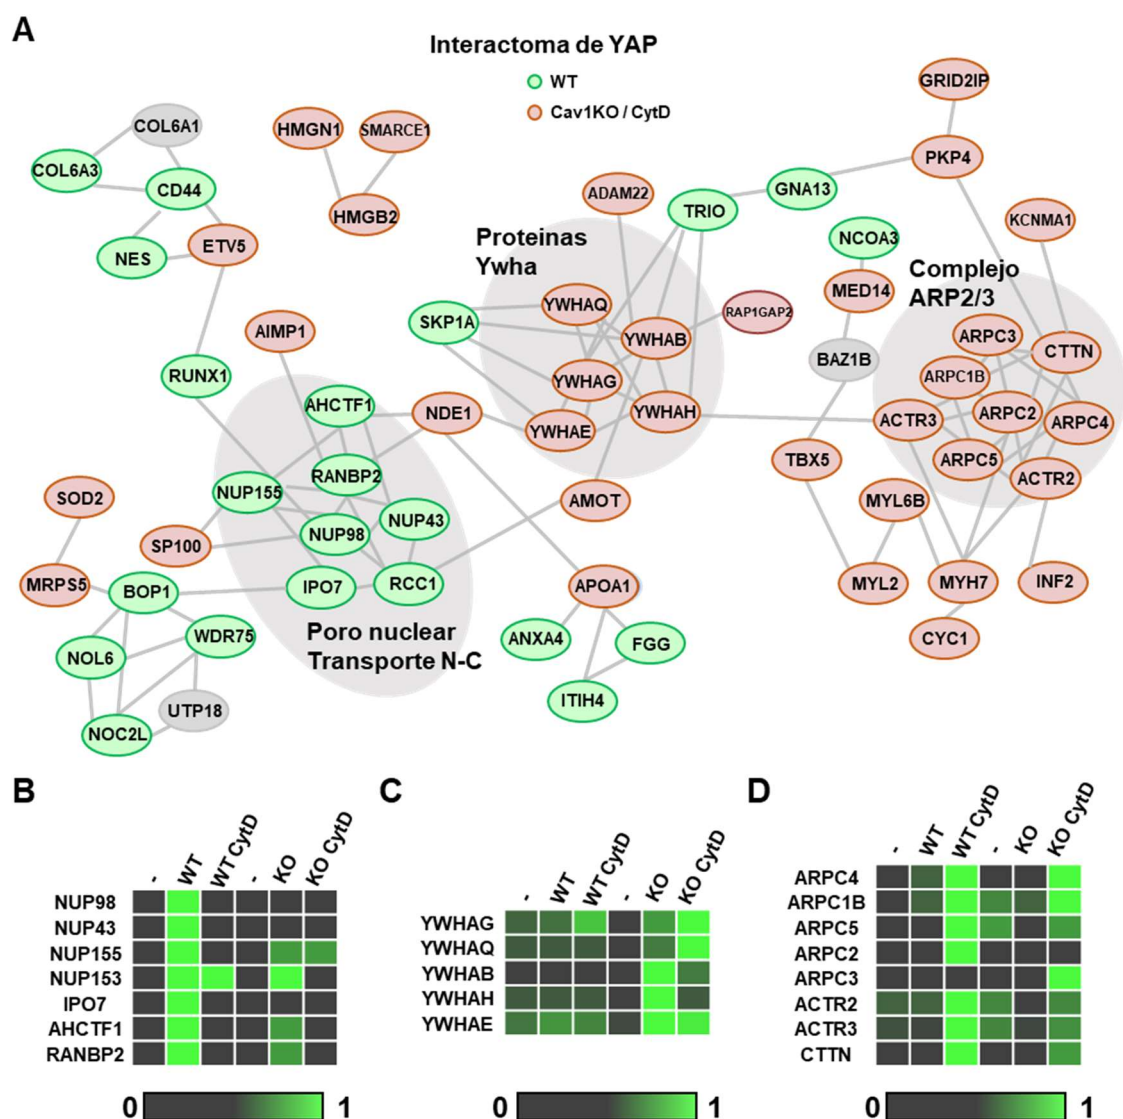 A
Interactoma de YAP
WT
Cav1KO / CytD
GRID2IP
COL6A1
HMGN1
SMARCE1
PKP4
COL6A3
CD44
ADAM22
GNA13
TRIO
HMGB2
KCNMA1
NES
ETV5
NCOA3
Proteinas
Ywha
Complejo
ARP2/3
MED14
YWHAQ
RAP1GAP2
SKP1A
AIMP1
YWHAB
ARPC3
CTTN
BAZ1B
RUNX1
YWHAG
ARPC1B
AHCTF1
NDE1
YWHAH
ACTR3
ARPC2
ARPC4
YWHAE
RANBP2
TBX5
ARPC5
ACTR2
SOD2
NUP155
AMOT
MYL6B
NUP43
NUP98
SP100
MRPS5
BOP1
IPO7
RCC1
APOA1
MYL2
MYH7
INF2
Poro nuclear
Transporte N-C
WDR75
ANXA4
FGG
CYC1
NOL6
ITIH4
UTP18
NOC2L
B
- WT WT CytD - KO KO CytD
NUP98
NUP43
NUP155
NUP153
IPO7
AHCTF1
RANBP2
0 1
C
- WT WT CytD - KO KO CytD
YWHAG
YWHAQ
YWHAB
YWHAH
YWHAE
0 1
D
- WT WT CytD - KO KO CytD
ARPC4
ARPC1B
ARPC5
ARPC2
ARPC3
ACTR2
ACTR3
CTTN
0 1